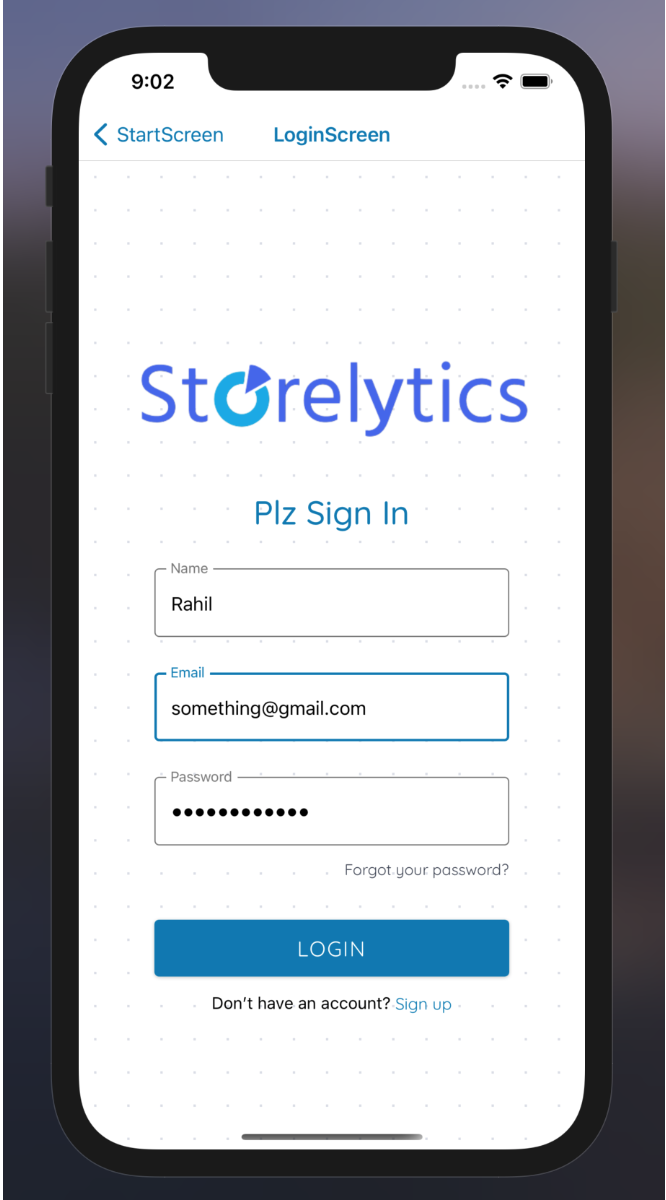 9:02
StartScreen LoginScreen
Storelytics
Plz Sign In
Name
Rahil
Email
something@gmail.com
Password
••••••••••••
Forgot your password?
LOGIN
Don't have an account? Sign up